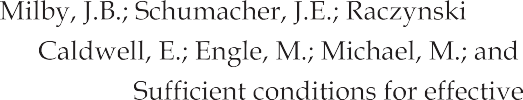 Milby, J.B.; Schumacher, J.E.; Raczynski
Caldwell, E.; Engle, M.; Michael, M.; and
Sufficient conditions for effective